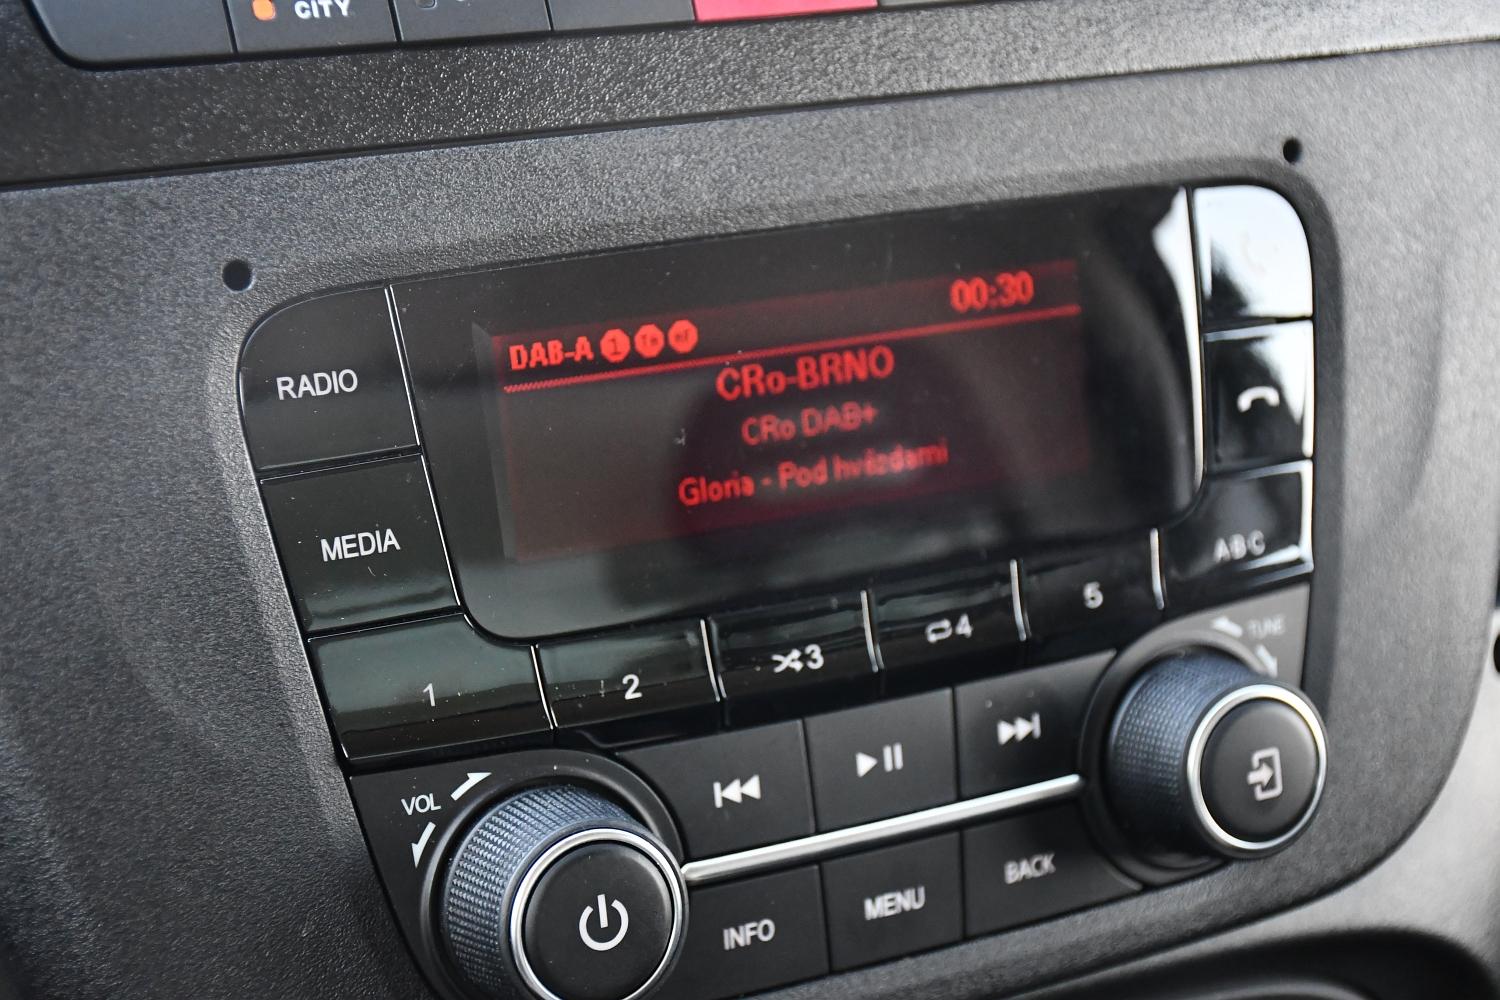 CITY
RADIO
MEDIA
DAB-A 00:30
CRo-BRNO
CRo DAB+
Gloria - Pod hvězdami
ABC
1 2 3 4 5
VOL
TUNE
INFO MENU BACK